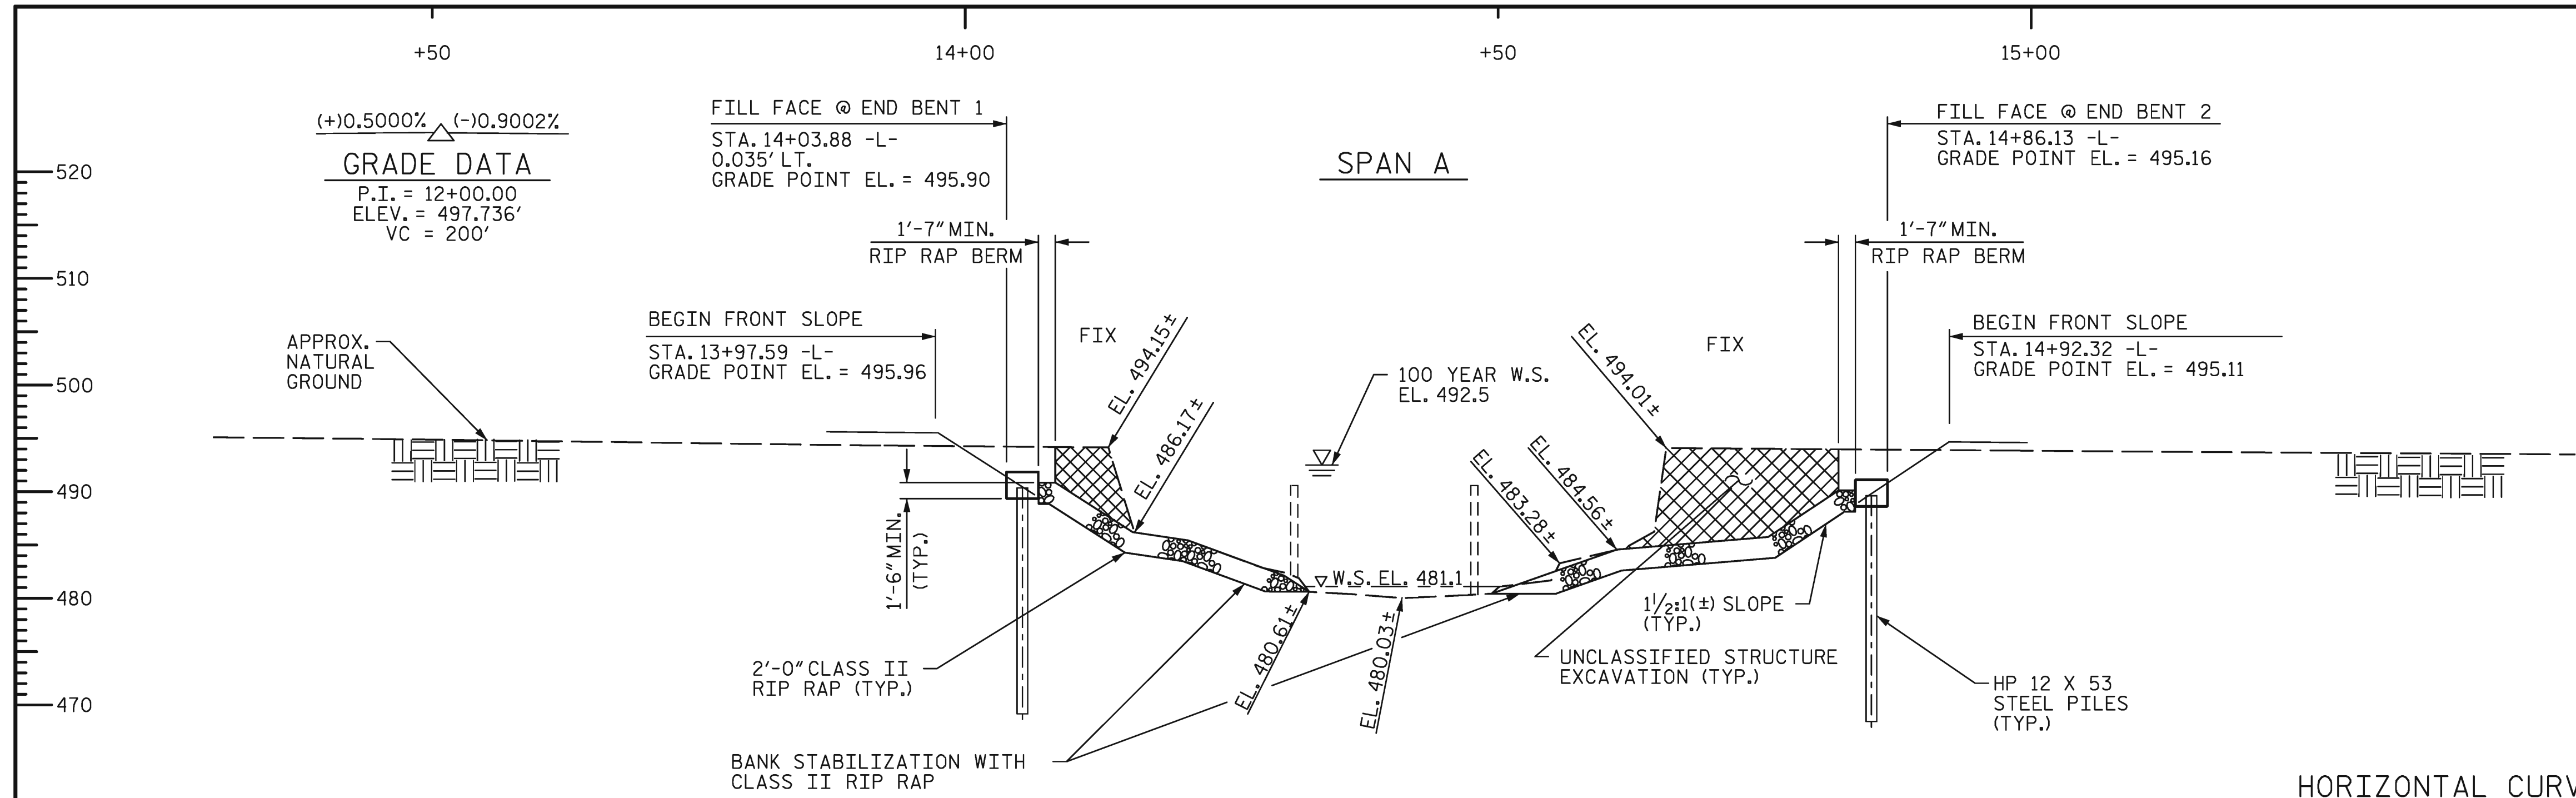 +50
14+00
+50
15+00
(+)0.5000% (-)0.9002%
GRADE DATA
P.I. = 12+00.00
ELEV. = 497.736'
VC = 200'
FILL FACE @ END BENT 1
STA. 14+03.88 -L-
0.035' LT.
GRADE POINT EL. = 495.90
SPAN A
FILL FACE @ END BENT 2
STA. 14+86.13 -L-
GRADE POINT EL. = 495.16
1'-7" MIN.
RIP RAP BERM
1'-7" MIN.
RIP RAP BERM
520
510
500
490
480
470
APPROX.
NATURAL
GROUND
BEGIN FRONT SLOPE
STA. 13+97.59 -L-
GRADE POINT EL. = 495.96
FIX
EL. 494.15±
EL. 486.17±
100 YEAR W.S.
EL. 492.5
EL. 494.01±
FIX
BEGIN FRONT SLOPE
STA. 14+92.32 -L-
GRADE POINT EL. = 495.11
EL. 483.28±
EL. 484.56±
1'-6" MIN.
(TYP.)
W.S. EL. 481.1
EL. 480.61±
EL. 480.03±
1 1/2:1(±) SLOPE
(TYP.)
2'-0" CLASS II
RIP RAP (TYP.)
UNCLASSIFIED STRUCTURE
EXCAVATION (TYP.)
HP 12 X 53
STEEL PILES
(TYP.)
BANK STABILIZATION WITH
CLASS II RIP RAP
HORIZONTAL CURV